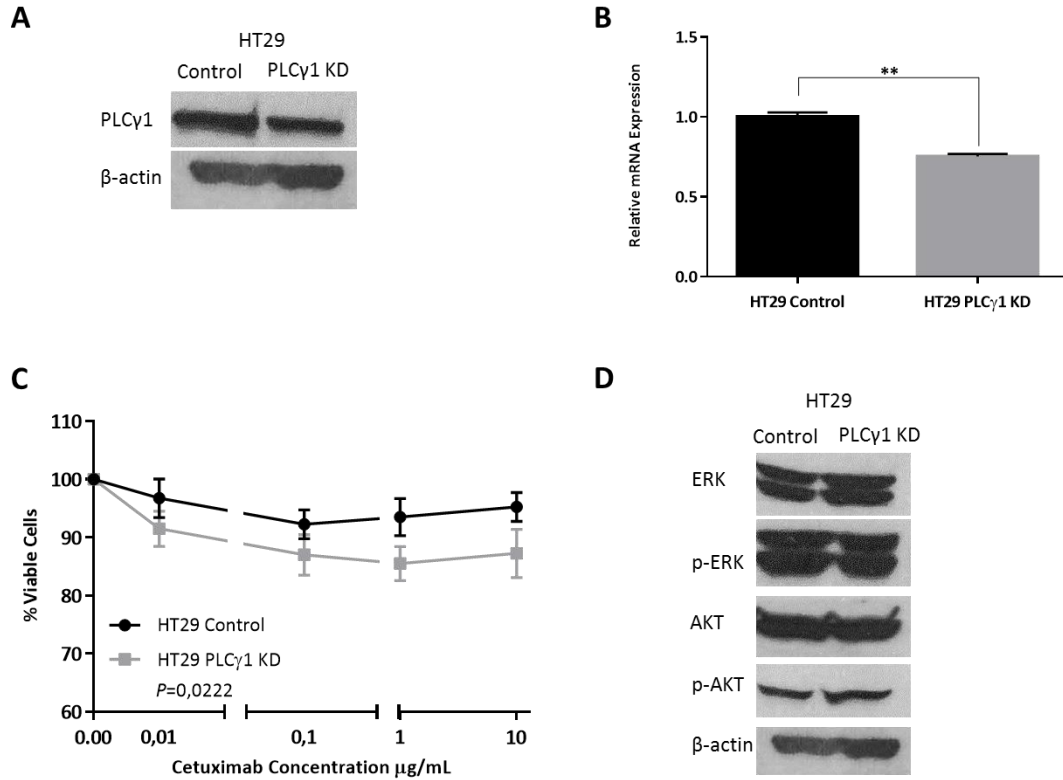 A
HT29
Control PLCγ1 KD
PLCγ1
β-actin
B
1.5
1.0
0.5
0.0
Relative mRNA Expression
**
HT29 Control HT29 PLCγ1 KD
C
110
100
90
80
70
60
% Viable Cells
HT29 Control
HT29 PLCγ1 KD
P=0,0222
0.00 0,01 0,1 1 10
Cetuximab Concentration µg/mL
D
HT29
Control PLCγ1 KD
ERK
p-ERK
AKT
p-AKT
β-actin